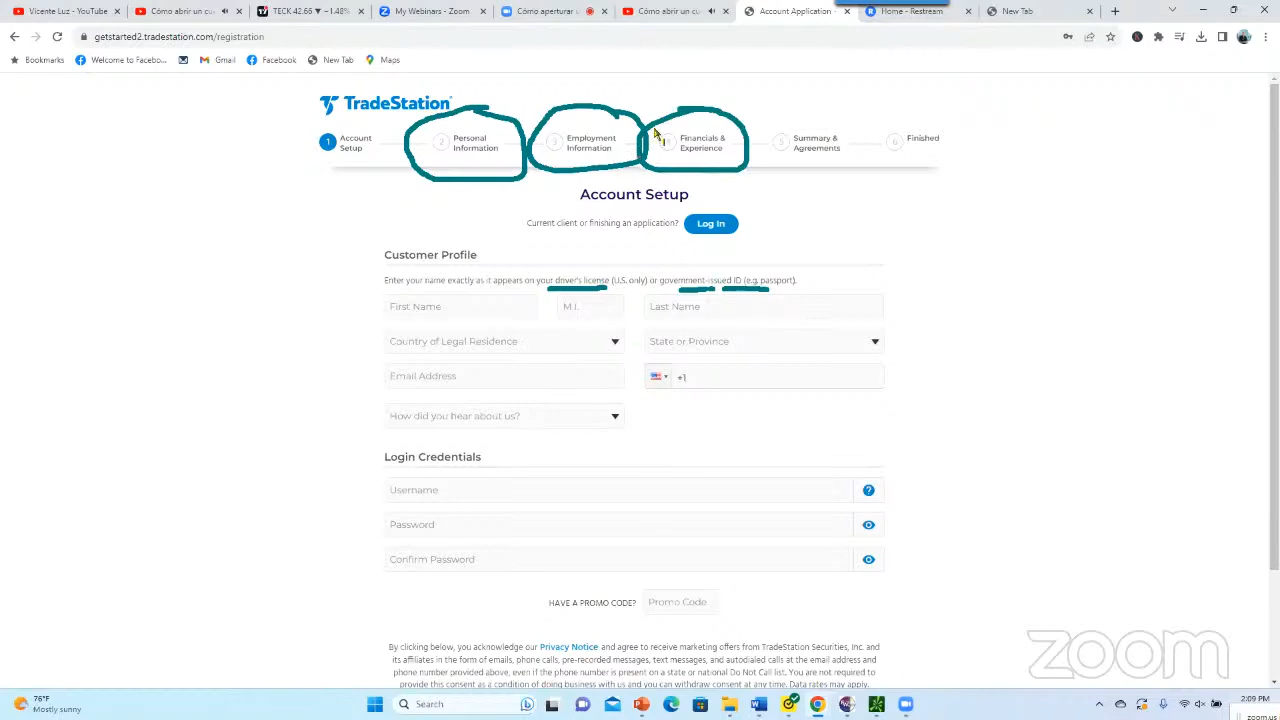 Vicente Luz - YouTube
Cómo abrir un cue
TECK 42.66 ▼ −1.48%
My Webinars - Zoom
Cómo aperturar u
Cómo abrir un cu
Account Application -
Home - Restream
New Tab
getstarted2.tradestation.com/registration
Bookmarks
Welcome to Facebo...
Gmail
Facebook
New Tab
Maps
TradeStation
1 Account Setup
2 Personal Information
3 Employment Information
Financials & Experience
5 Summary & Agreements
6 Finished
Account Setup
Current client or finishing an application? Log In
Customer Profile
Enter your name exactly as it appears on your driver's license (U.S. only) or government-issued ID (e.g. passport).
First Name M.I. Last Name
Country of Legal Residence State or Province
Email Address +1
How did you hear about us?
Login Credentials
Username
Password
Confirm Password
HAVE A PROMO CODE? Promo Code
By clicking below, you acknowledge our Privacy Notice and agree to receive marketing offers from TradeStation Securities, Inc. and
its affiliates in the form of emails, phone calls, pre-recorded messages, text messages, and autodialed calls at the email address and
phone number provided above, even if the phone number is present on a state or national Do Not Call list. You are not required to
provide this consent as a condition of doing business with us and you can withdraw consent at any time. Data rates may apply.
zoom
76°F
Mostly sunny
Search
2:09 PM
zoom.us